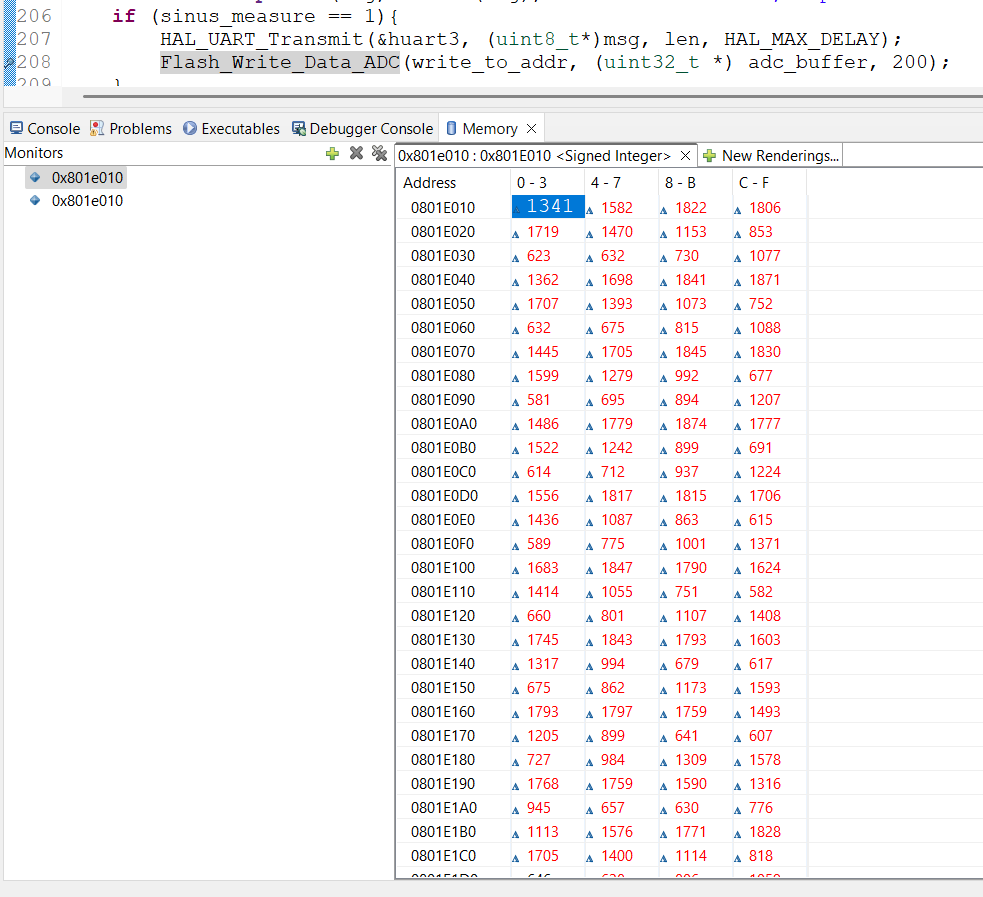 206 if (sinus_measure == 1){
207 HAL_UART_Transmit(&huart3, (uint8_t*)msg, len, HAL_MAX_DELAY);
208 Flash_Write_Data_ADC(write_to_addr, (uint32_t *) adc_buffer, 200);
209 }
Console Problems Executables Debugger Console Memory
Monitors
0x801e010
0x801e010
0x801e010 : 0x801E010 <Signed Integer> New Renderings...
Address 0 - 3 4 - 7 8 - B C - F
0801E010 1341 1582 1822 1806
0801E020 1719 1470 1153 853
0801E030 623 632 730 1077
0801E040 1362 1698 1841 1871
0801E050 1707 1393 1073 752
0801E060 632 675 815 1088
0801E070 1445 1705 1845 1830
0801E080 1599 1279 992 677
0801E090 581 695 894 1207
0801E0A0 1486 1779 1874 1777
0801E0B0 1522 1242 899 691
0801E0C0 614 712 937 1224
0801E0D0 1556 1817 1815 1706
0801E0E0 1436 1087 863 615
0801E0F0 589 775 1001 1371
0801E100 1683 1847 1790 1624
0801E110 1414 1055 751 582
0801E120 660 801 1107 1408
0801E130 1745 1843 1793 1603
0801E140 1317 994 679 617
0801E150 675 862 1173 1593
0801E160 1793 1797 1759 1493
0801E170 1205 899 641 607
0801E180 727 984 1309 1578
0801E190 1768 1759 1590 1316
0801E1A0 945 657 630 776
0801E1B0 1113 1576 1771 1828
0801E1C0 1705 1400 1114 818